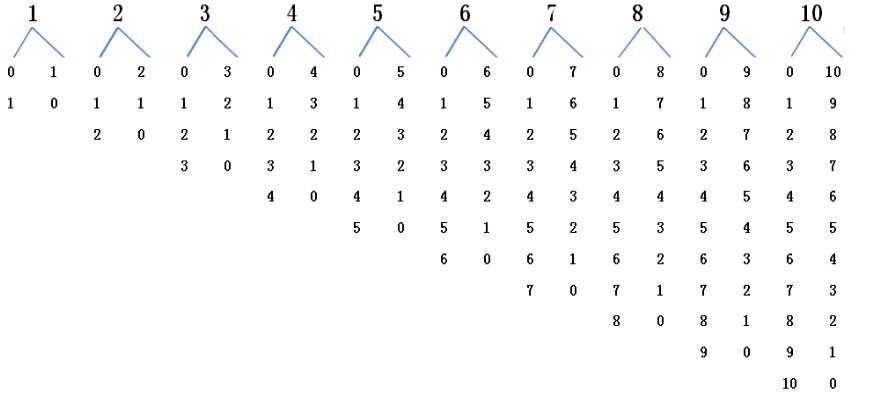 1 2 3 4 5 6 7 8 9 10
0 1 0 2 0 3 0 4 0 5 0 6 0 7 0 8 0 9 0 10
1 0 1 1 1 2 1 3 1 4 1 5 1 6 1 7 1 8 1 9
2 0 2 1 2 2 2 3 2 4 2 5 2 6 2 7 2 8
3 0 3 1 3 2 3 3 3 4 3 5 3 6 3 7
4 0 4 1 4 2 4 3 4 4 4 5 4 6
5 0 5 1 5 2 5 3 5 4 5 5
6 0 6 1 6 2 6 3 6 4
7 0 7 1 7 2 7 3
8 0 8 1 8 2
9 0 9 1
10 0